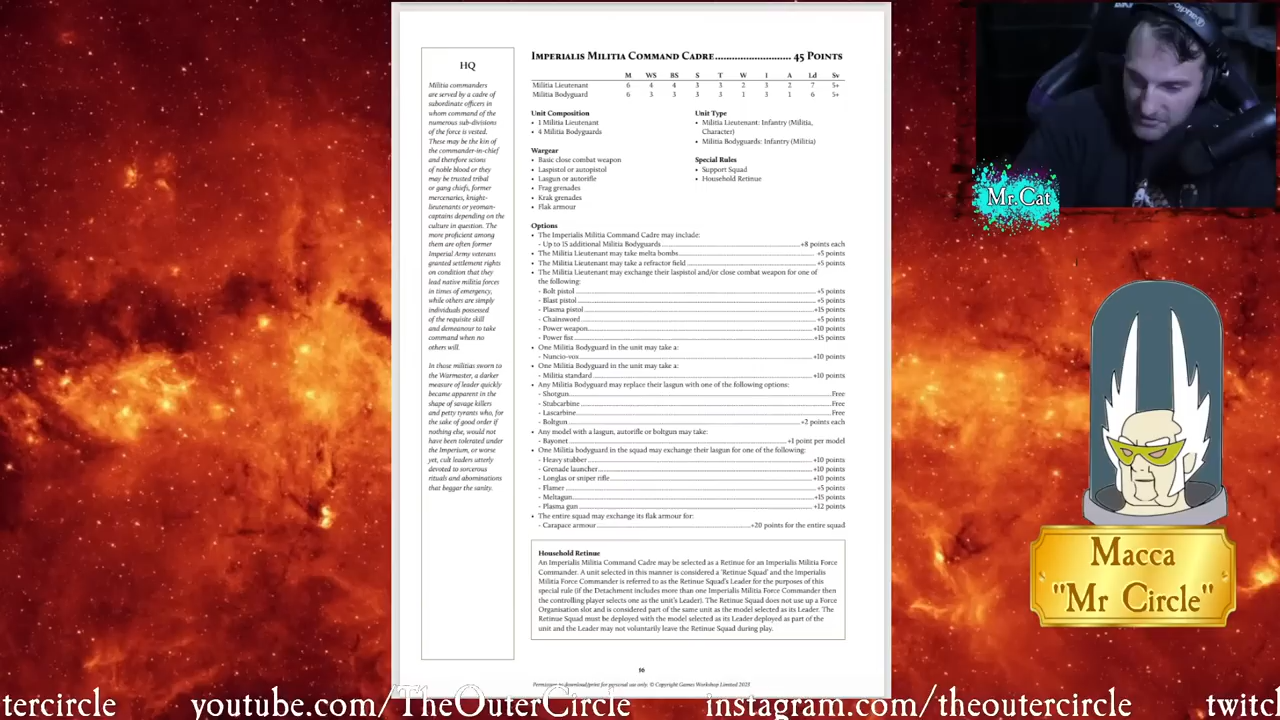 HQ
Militia commanders
are served by a cadre of
subordinate officers in
whom command of the
numerous sub-divisions
of the force is vested.
These may be the kin of
the commander-in-chief
and therefore scions
of noble blood or they
may be trusted tribal
or gang chiefs, former
mercenaries, knight-
lieutenants or yeoman-
captains depending on the
culture in question. The
more proficient among
them are often former
Imperial Army veterans
granted settlement rights
on condition that they
lead native militia forces
in times of emergency,
while others are simply
individuals possessed
of the requisite skill
and demeanour to take
command when no
others will.
In those militias sworn to
the Warmaster, a darker
measure of leader quickly
became apparent in the
shape of savage killers
and petty tyrants who, for
the sake of good order if
nothing else, would not
have been tolerated under
the Imperium, or worse
yet, cult leaders utterly
devoted to sorcerous
rituals and abominations
that beggar the sanity.
Imperialis Militia Command Cadre........................... 45 Points
M WS BS S T W I A Ld Sv
Militia Lieutenant 6 4 4 3 3 2 3 2 7 5+
Militia Bodyguard 6 3 3 3 3 1 3 1 6 5+
Unit Composition
• 1 Militia Lieutenant
• 4 Militia Bodyguards
Unit Type
• Militia Lieutenant: Infantry (Militia,
Character)
• Militia Bodyguards: Infantry (Militia)
Wargear
• Basic close combat weapon
• Laspistol or autopistol
• Lasgun or autorifle
• Frag grenades
• Krak grenades
• Flak armour
Special Rules
• Support Squad
• Household Retinue
Options
• The Imperialis Militia Command Cadre may include:
- Up to 15 additional Militia Bodyguards +8 points each
• The Militia Lieutenant may take melta bombs +5 points
• The Militia Lieutenant may take a refractor field +5 points
• The Militia Lieutenant may exchange their laspistol and/or close combat weapon for one of
the following:
- Bolt pistol +5 points
- Blast pistol +5 points
- Plasma pistol +15 points
- Chainsword +5 points
- Power weapon +10 points
- Power fist +15 points
• One Militia Bodyguard in the unit may take a:
- Nuncio-vox +10 points
• One Militia Bodyguard in the unit may take a:
- Militia standard +10 points
• Any Militia Bodyguard may replace their lasgun with one of the following options:
- Shotgun Free
- Stubcarbine Free
- Lascarbine Free
- Boltgun +2 points each
• Any model with a lasgun, autorifle or boltgun may take:
- Bayonet +1 point per model
• One Militia bodyguard in the squad may exchange their lasgun for one of the following:
- Heavy stubber +10 points
- Grenade launcher +10 points
- Longlas or sniper rifle +10 points
- Flamer +5 points
- Meltagun +15 points
- Plasma gun +12 points
• The entire squad may exchange its flak armour for:
- Carapace armour +20 points for the entire squad
Household Retinue
An Imperialis Militia Command Cadre may be selected as a Retinue for an Imperialis Militia Force
Commander. A unit selected in this manner is considered a 'Retinue Squad' and the Imperialis
Militia Force Commander is referred to as the Retinue Squad's Leader for the purposes of this
special rule (if the Detachment includes more than one Imperialis Militia Force Commander then
the controlling player selects one as the unit's Leader). The Retinue Squad does not use up a Force
Organisation slot and is considered part of the same unit as the model selected as its Leader. The
Retinue Squad must be deployed with the model selected as its Leader deployed as part of the
unit and the Leader may not voluntarily leave the Retinue Squad during play.
16
Permission to download/print for personal use only. © Copyright Games Workshop Limited 2023
Mr.Cat
Macca
"Mr Circle"
ercircle youtube.com/TheOuterCircle instagram.com/theoutercircle twitc